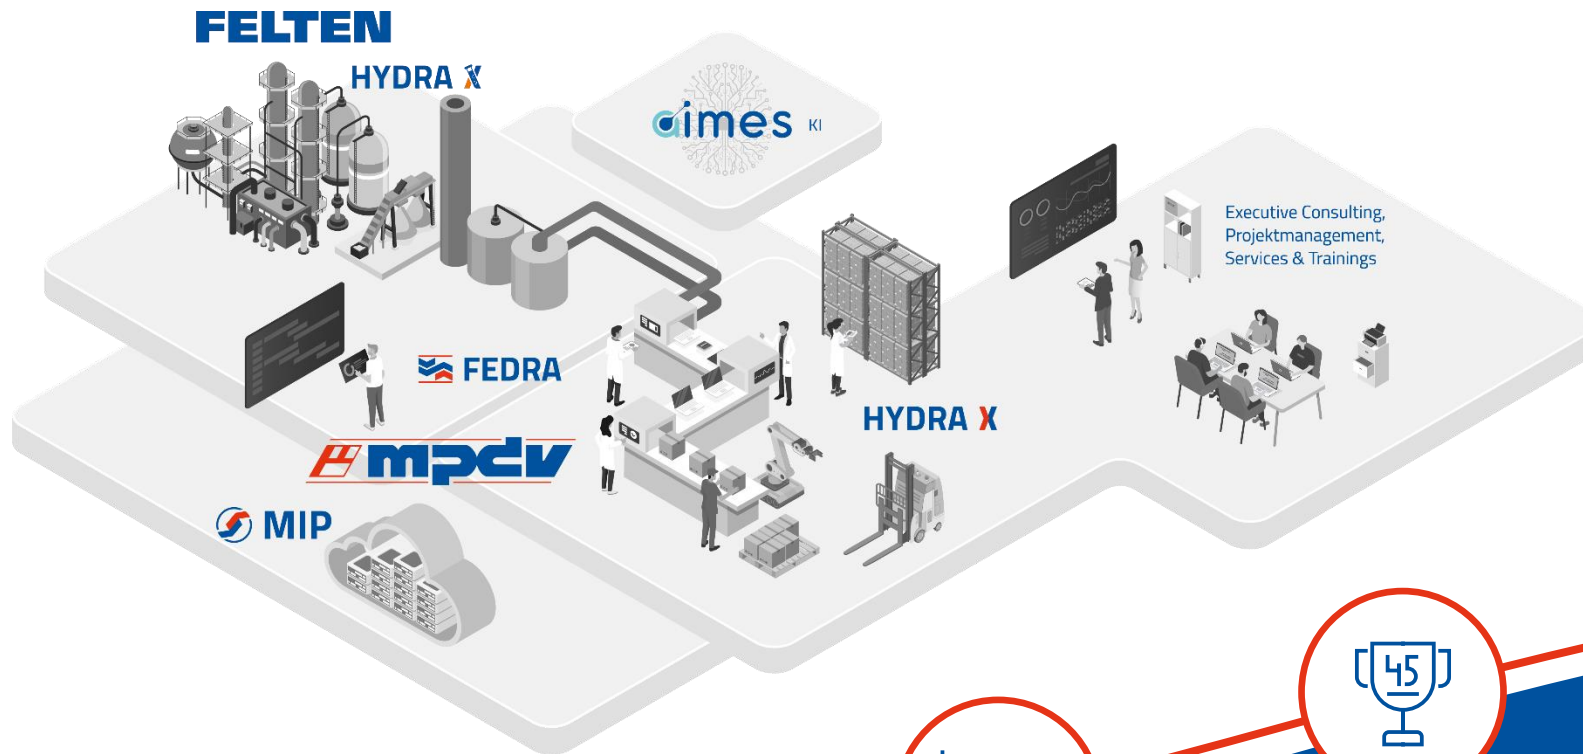 FELTEN
HYDRA X
aimes KI
Executive Consulting,
Projektmanagement,
Services & Trainings
FEDRA
HYDRA X
mpdv
MIP
45